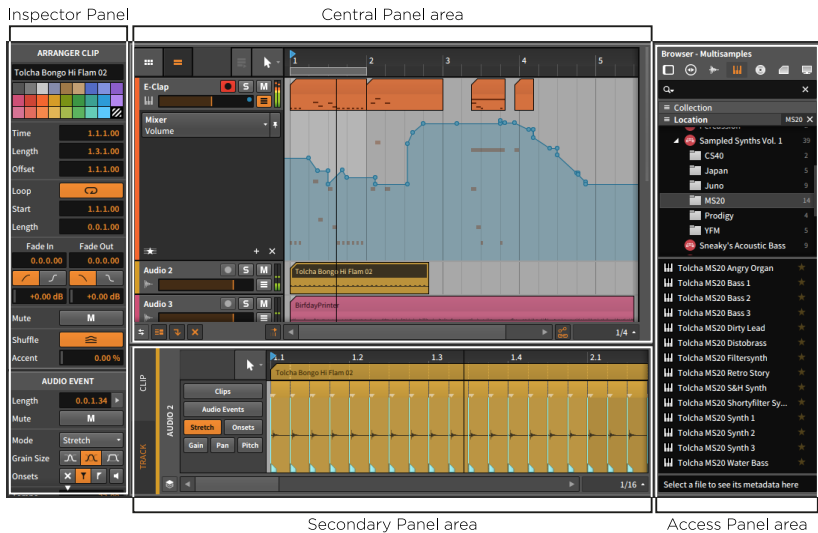 Inspector Panel
Central Panel area
ARRANGER CLIP
Tolcha Bongo Hi Flam 02
Time 1.1.1.00
Length 1.3.1.00
Offset 1.1.1.00
Loop
Start 1.1.1.00
Length 0.0.1.00
Fade In Fade Out
0.0.0.00 0.0.0.00
+0.00 dB +0.00 dB
Mute M
Shuffle
Accent 0.00 %
AUDIO EVENT
Length 0.0.1.34
Mute M
Mode Stretch
Grain Size
Onsets
1 2 3 4 5
E-Clap S M
Mixer
Volume
Audio 2 S M
Tolcha Bongo Hi Flam 02
Audio 3 S M
BirfdayPrinter
1/4
CLIP
TRACK
AUDIO 2
1.1 1.2 1.3 1.4 2.1
Tolcha Bongo Hi Flam 02
Clips
Audio Events
Stretch Onsets
Gain Pan Pitch
1/16
Browser - Multisamples
Collection
Location MS20
Percussion
Sampled Synths Vol. 1 39
CS40 2
Japan 5
Juno 9
MS20 14
Prodigy 4
YFM 5
Sneaky's Acoustic Bass 9
Tolcha MS20 Angry Organ
Tolcha MS20 Bass 1
Tolcha MS20 Bass 2
Tolcha MS20 Bass 3
Tolcha MS20 Dirty Lead
Tolcha MS20 Distobrass
Tolcha MS20 Filtersynth
Tolcha MS20 Retro Story
Tolcha MS20 S&H Synth
Tolcha MS20 Shortyfilter Sy...
Tolcha MS20 Synth 1
Tolcha MS20 Synth 2
Tolcha MS20 Synth 3
Tolcha MS20 Water Bass
Select a file to see its metadata here
Secondary Panel area
Access Panel area